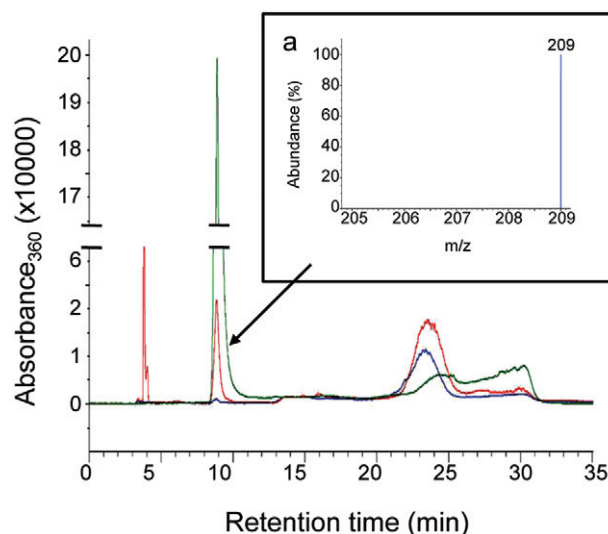 a
Abundance (%)
100
80
60
40
20
0
209
205 206 207 208 209
m/z
Absorbance360 (x10000)
20
19
18
17
6
2
1
0
0 5 10 15 20 25 30 35
Retention time (min)